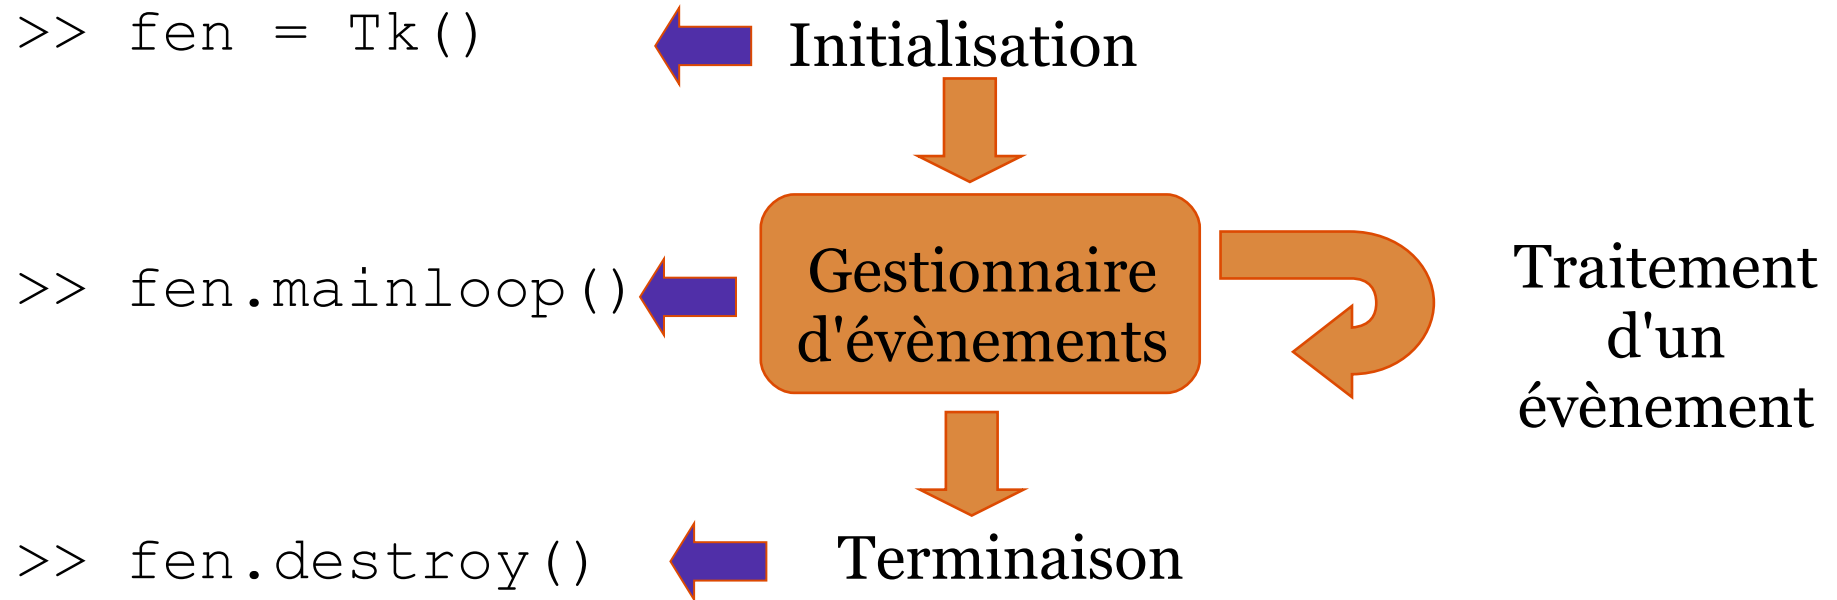 >> fen = Tk()
Initialisation
>> fen.mainloop()
Gestionnaire
d'évènements
Traitement
d'un
évènement
>> fen.destroy()
Terminaison